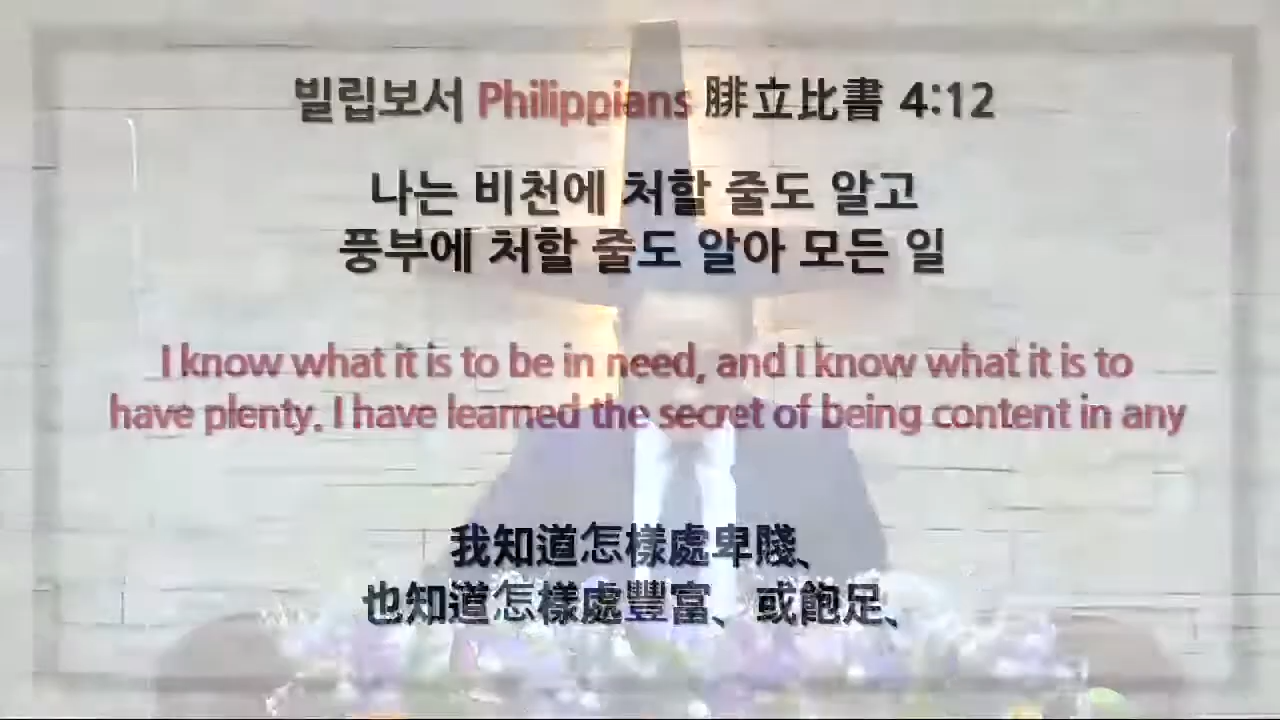 빌립보서 Philippians 腓立比書 4:12
나는 비천에 처할 줄도 알고
풍부에 처할 줄도 알아 모든 일
I know what it is to be in need, and I know what it is to
have plenty. I have learned the secret of being content in any
我知道怎樣處卑賤、
也知道怎樣處豐富、或飽足、